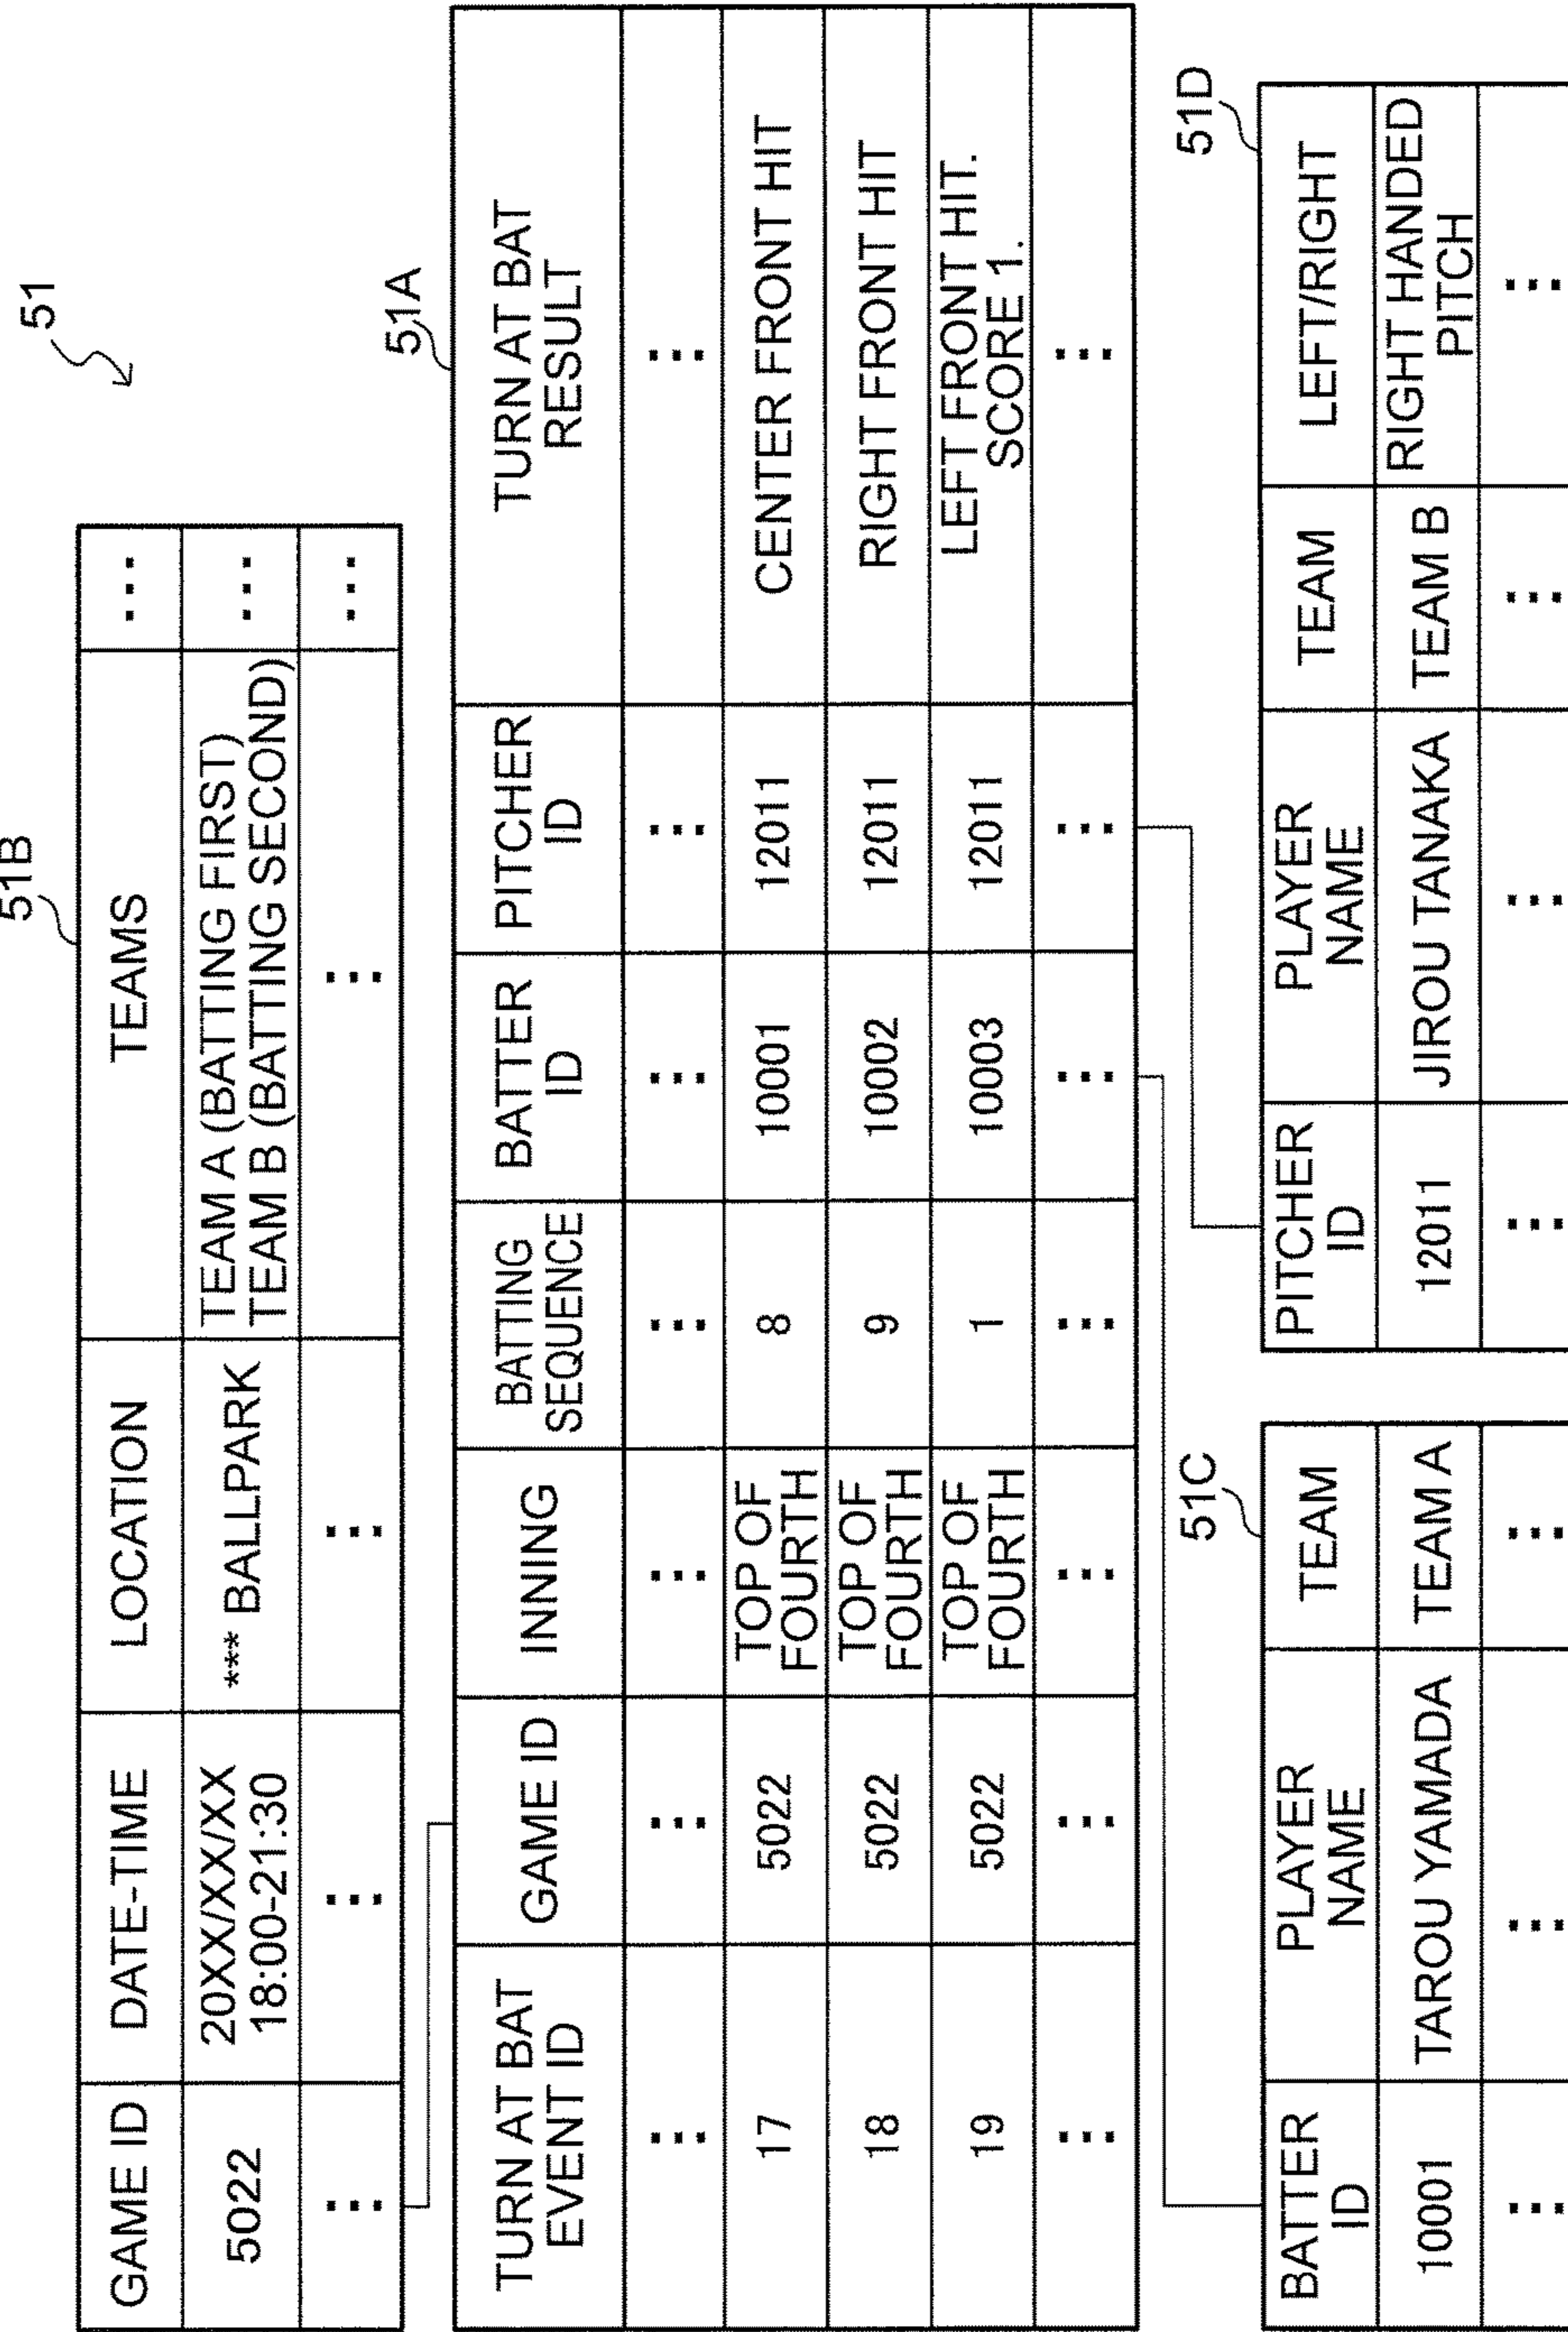 51
51B
GAME ID DATE-TIME LOCATION TEAMS ...
5022 20XX/XX/XX 18:00-21:30 *** BALLPARK TEAM A (BATTING FIRST) TEAM B (BATTING SECOND) ...
... ... ... ... ...
51A
TURN AT BAT EVENT ID GAME ID INNING BATTING SEQUENCE BATTER ID PITCHER ID TURN AT BAT RESULT
... ... ... ... ... ... ...
17 5022 TOP OF FOURTH 8 10001 12011 CENTER FRONT HIT
18 5022 TOP OF FOURTH 9 10002 12011 RIGHT FRONT HIT
19 5022 TOP OF FOURTH 1 10003 12011 LEFT FRONT HIT. SCORE 1.
... ... ... ... ... ... ...
51C
BATTER ID PLAYER NAME TEAM
10001 TAROU YAMADA TEAM A
... ... ...
51D
PITCHER ID PLAYER NAME TEAM LEFT/RIGHT
12011 JIROU TANAKA TEAM B RIGHT HANDED PITCH
... ... ... ...